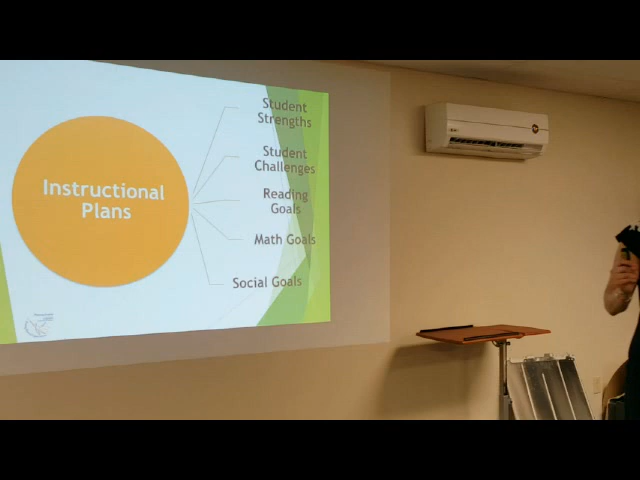 Instructional
Plans
Student
Strengths
Student
Challenges
Reading
Goals
Math Goals
Social Goals